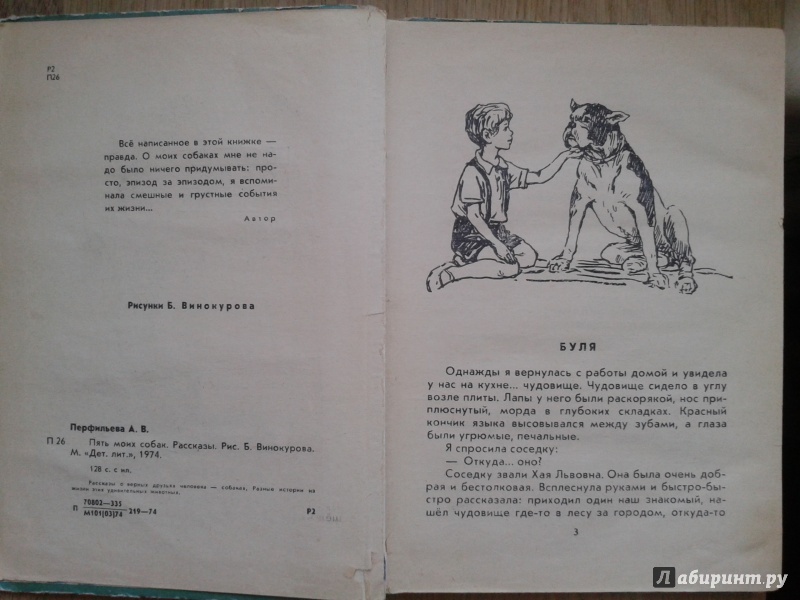 Р2
П26
Всё написанное в этой книжке —
правда. О моих собаках мне не на-
до было ничего придумывать: про-
сто, эпизод за эпизодом, я вспоми-
нала смешные и грустные события
их жизни...
Автор
Рисунки Б. Винокурова
Перфильева А. В.
П 26 Пять моих собак. Рассказы. Рис. Б. Винокурова.
М. «Дет. лит.», 1974.
128 с. с ил.
Рассказы о верных друзьях человека — собаках. Разные истории из
жизни этих удивительных животных.
70802—335
П 219—74 Р2
М101(03)74
БУЛЯ
Однажды я вернулась с работы домой и увидела
у нас на кухне... чудовище. Чудовище сидело в углу
возле плиты. Лапы у него были раскорякой, нос при-
плюснутый, морда в глубоких складках. Красный
кончик языка высовывался между зубами, а глаза
были угрюмые, печальные.
Я спросила соседку:
— Откуда... оно?
Соседку звали Хая Львовна. Она была очень доб-
рая и бестолковая. Всплеснула руками и быстро-бы-
стро рассказала: приходил один наш знакомый, на-
шёл чудовище где-то в лесу за городом, откуда-то
3
Лабиринт.ру